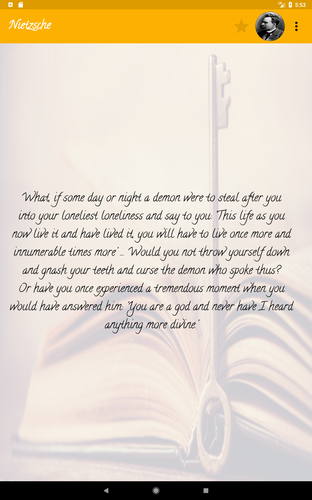 5:53
Nietzsche
'What, if some day or night a demon were to steal after you
into your loneliest loneliness and say to you: 'This life as you
now live it and have lived it, you will have to live once more and
innumerable times more' ... Would you not throw yourself down
and gnash your teeth and curse the demon who spoke thus?
Or have you once experienced a tremendous moment when you
would have answered him: 'You are a god and never have I heard
anything more divine.'